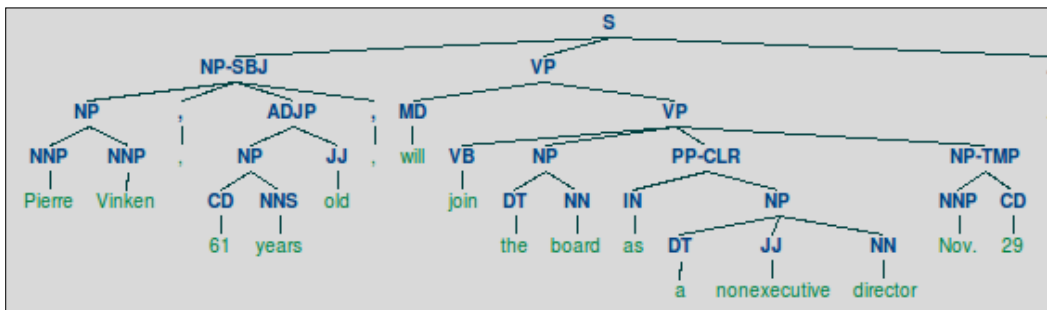 S
NP-SBJ VP
NP , ADJP , MD VP
NNP NNP , NP JJ , will VB NP PP-CLR NP-TMP
Pierre Vinken CD NNS old join DT NN IN NP NNP CD
61 years the board as DT JJ NN Nov. 29
a nonexecutive director